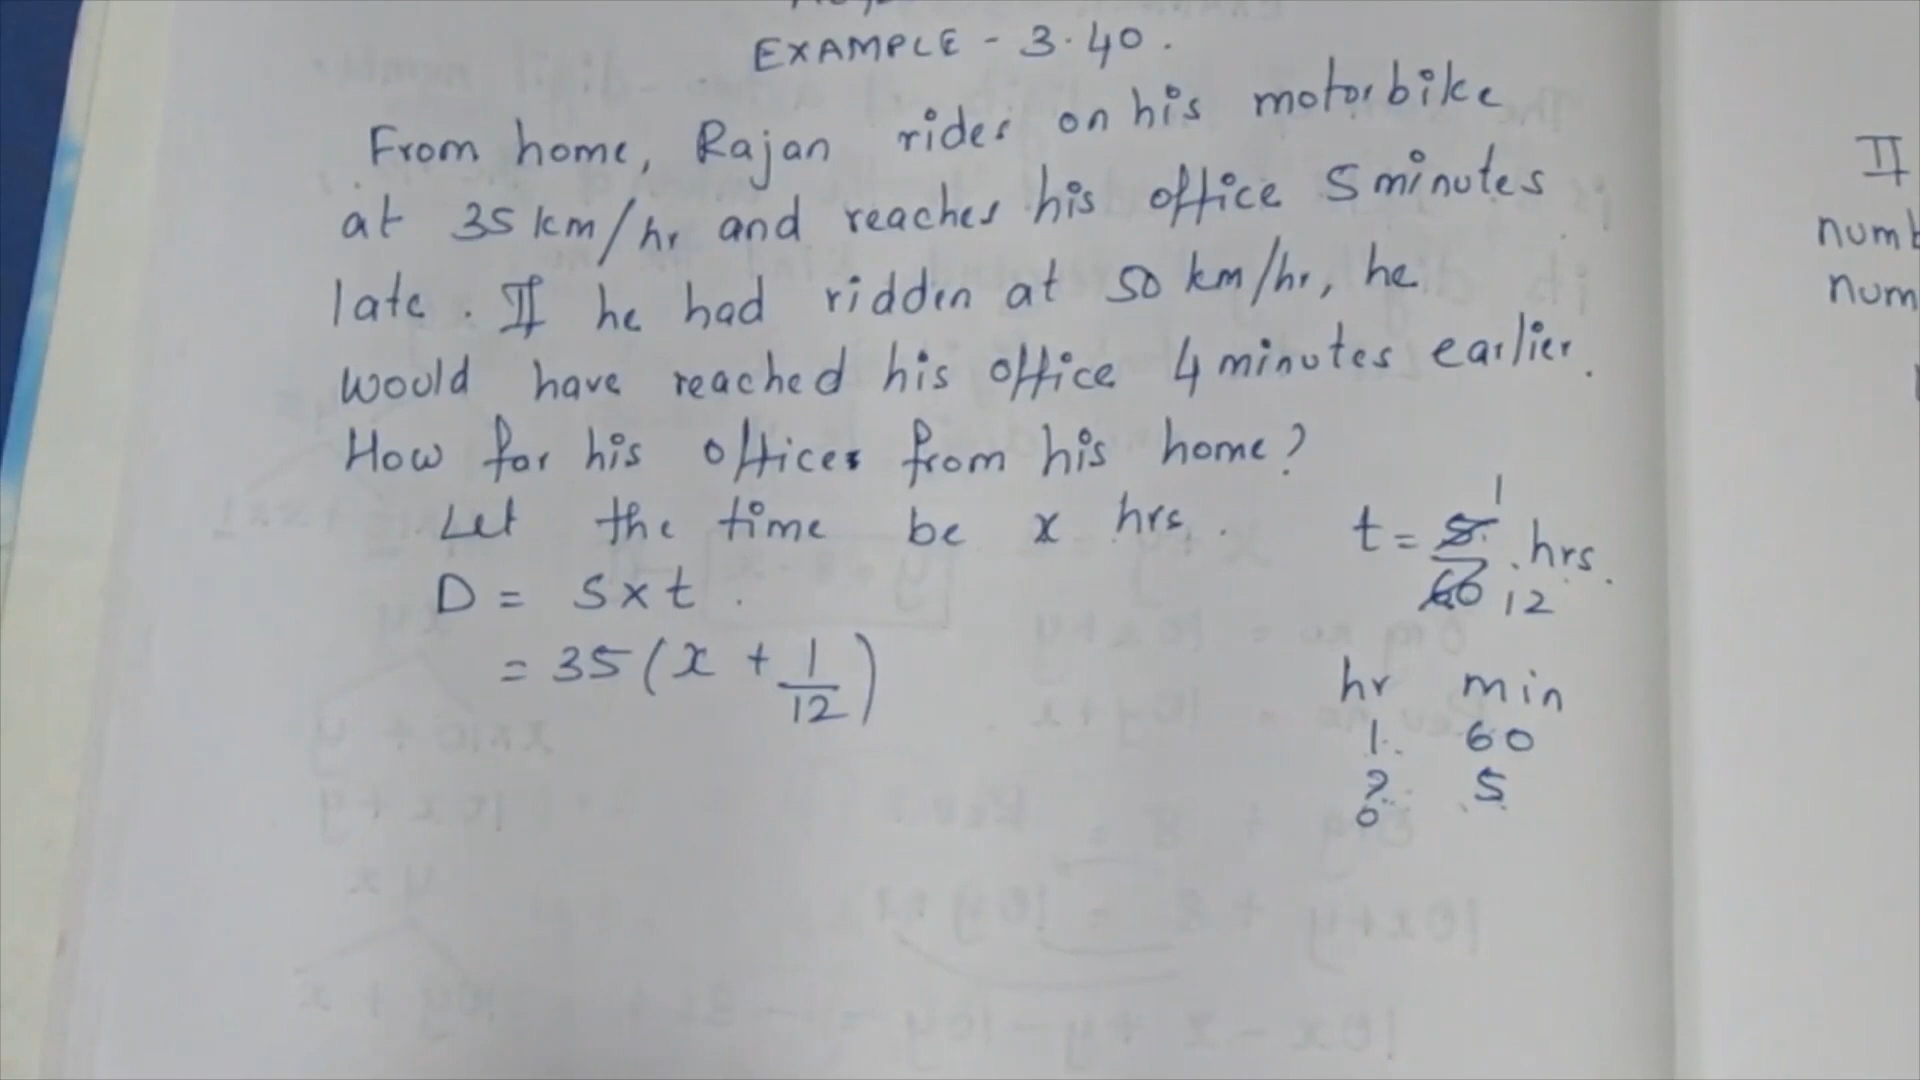 EXAMPLE - 3.40.
From home, Rajan rides on his motorbike
at 35 km/hr and reaches his office 5 minutes
late. If he had ridden at 50 km/hr, he
would have reached his office 4 minutes earlier.
How far his offices from his home?
Let the time be x hrs.
D = S x t.
= 35 (x + 1/12)
t = 5/60 hrs.
1
12
hr min
1 60
? 5
II
numb
num